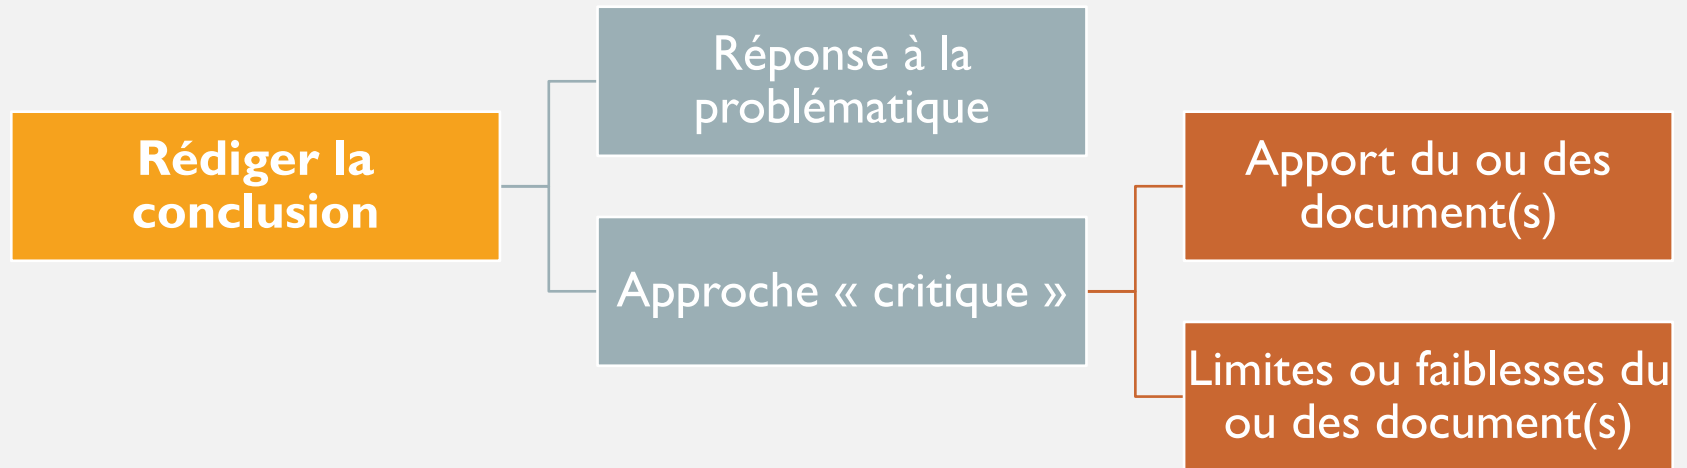 Rédiger la
conclusion
Réponse à la
problématique
Approche « critique »
Apport du ou des
document(s)
Limites ou faiblesses du
ou des document(s)